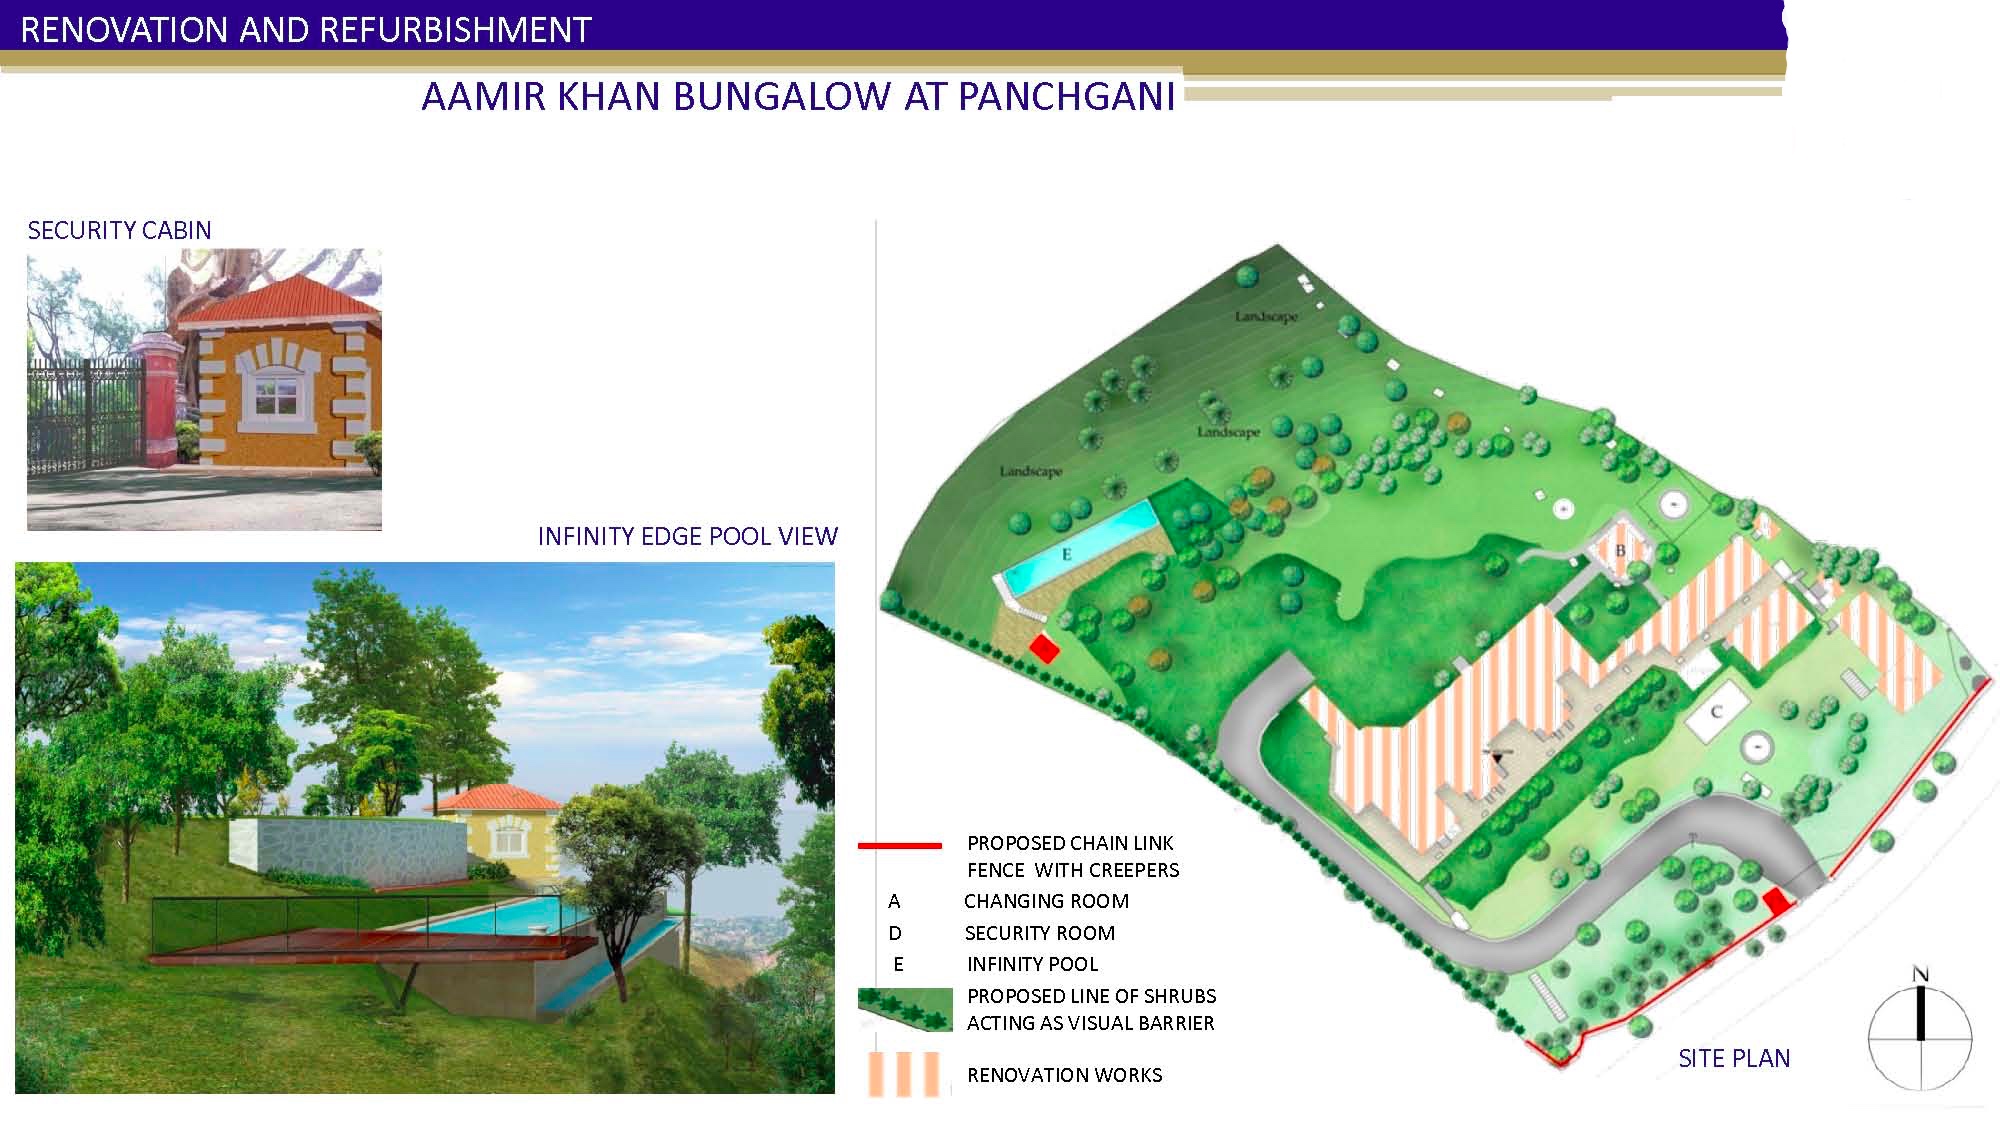 RENOVATION AND REFURBISHMENT
AAMIR KHAN BUNGALOW AT PANCHGANI
SECURITY CABIN
INFINITY EDGE POOL VIEW
Landscape
Landscape
Landscape
E
B
C
PROPOSED CHAIN LINK
FENCE WITH CREEPERS
A CHANGING ROOM
D SECURITY ROOM
E INFINITY POOL
PROPOSED LINE OF SHRUBS
ACTING AS VISUAL BARRIER
RENOVATION WORKS
SITE PLAN
N